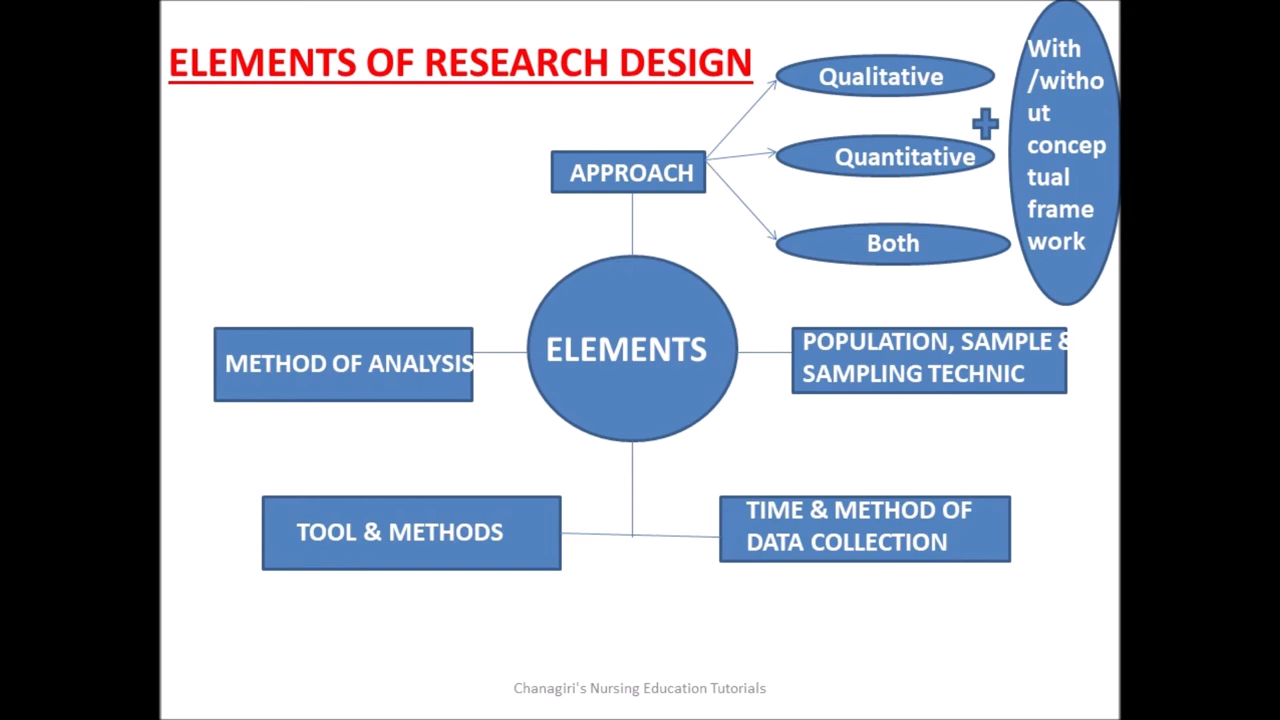 ELEMENTS OF RESEARCH DESIGN
Qualitative
Quantitative
Both
With
/witho
ut
concep
tual
frame
work
APPROACH
ELEMENTS
METHOD OF ANALYSIS
POPULATION, SAMPLE &
SAMPLING TECHNIC
TOOL & METHODS
TIME & METHOD OF
DATA COLLECTION
Chanagiri's Nursing Education Tutorials